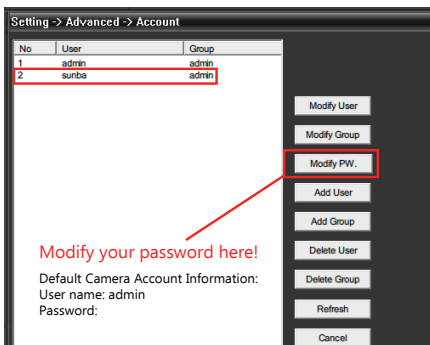 Setting -> Advanced -> Account
No User Group
1 admin admin
2 sunba admin
Modify User
Modify Group
Modify PW.
Add User
Add Group
Delete User
Delete Group
Refresh
Cancel
Modify your password here!
Default Camera Account Information:
User name: admin
Password: